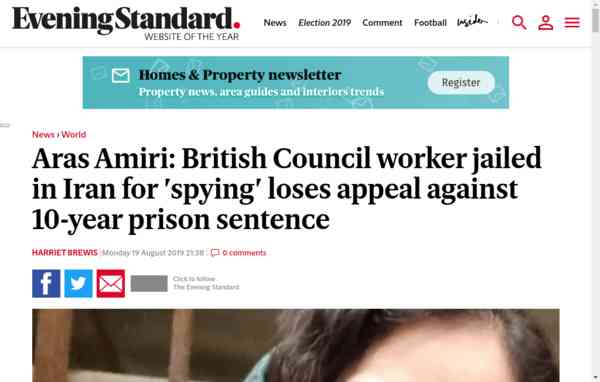 Evening Standard.
WEBSITE OF THE YEAR
News Election 2019 Comment Football Insider
Homes & Property newsletter
Property news, area guides and interiors trends
Register
News › World
Aras Amiri: British Council worker jailed
in Iran for 'spying' loses appeal against
10-year prison sentence
HARRIET BREWIS | Monday 19 August 2019 21:38 | 0 comments
Click to follow
The Evening Standard